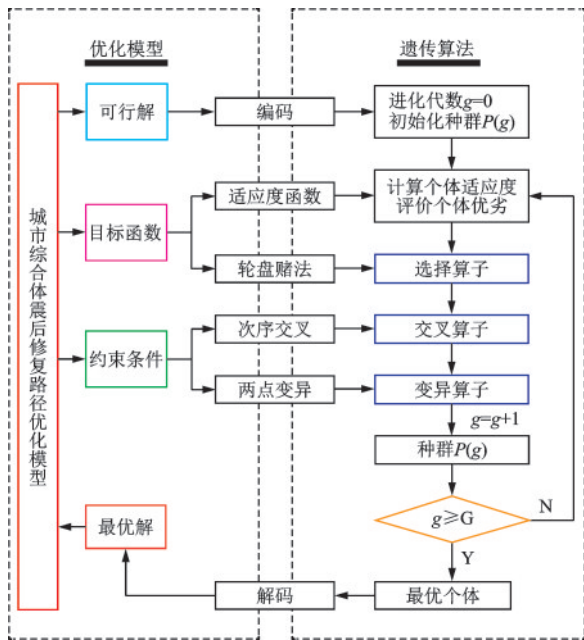 优化模型
遗传算法
城市综合体震后修复路径优化模型
可行解
编码
进化代数g=0
初始化种群P(g)
目标函数
适应度函数
计算个体适应度
评价个体优劣
轮盘赌法
选择算子
约束条件
次序交叉
交叉算子
两点变异
变异算子
g=g+1
种群P(g)
g⩾G
N
Y
最优解
解码
最优个体